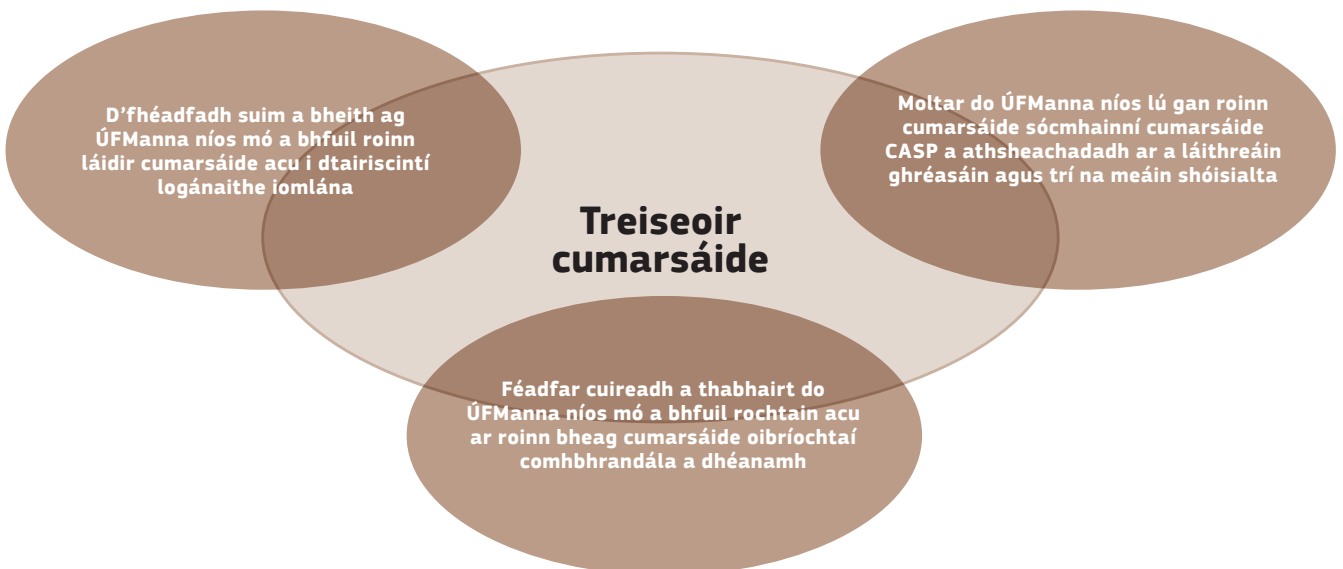 D’fhéadfadh suim a bheith ag
ÚFManna níos mó a bhfuil roinn
láidir cumarsáide acu i dtairiscintí
logánaithe iomlána
Moltar do ÚFManna níos lú gan roinn
cumarsáide sócmhainní cumarsáide
CASP a athsheachadadh ar a láithreáin
ghréasáin agus trí na meáin shóisialta
Treiseoir
cumarsáide
Féadfar cuireadh a thabhairt do
ÚFManna níos mó a bhfuil rochtain acu
ar roinn bheag cumarsáide oibríochtaí
comhbhrandála a dhéanamh